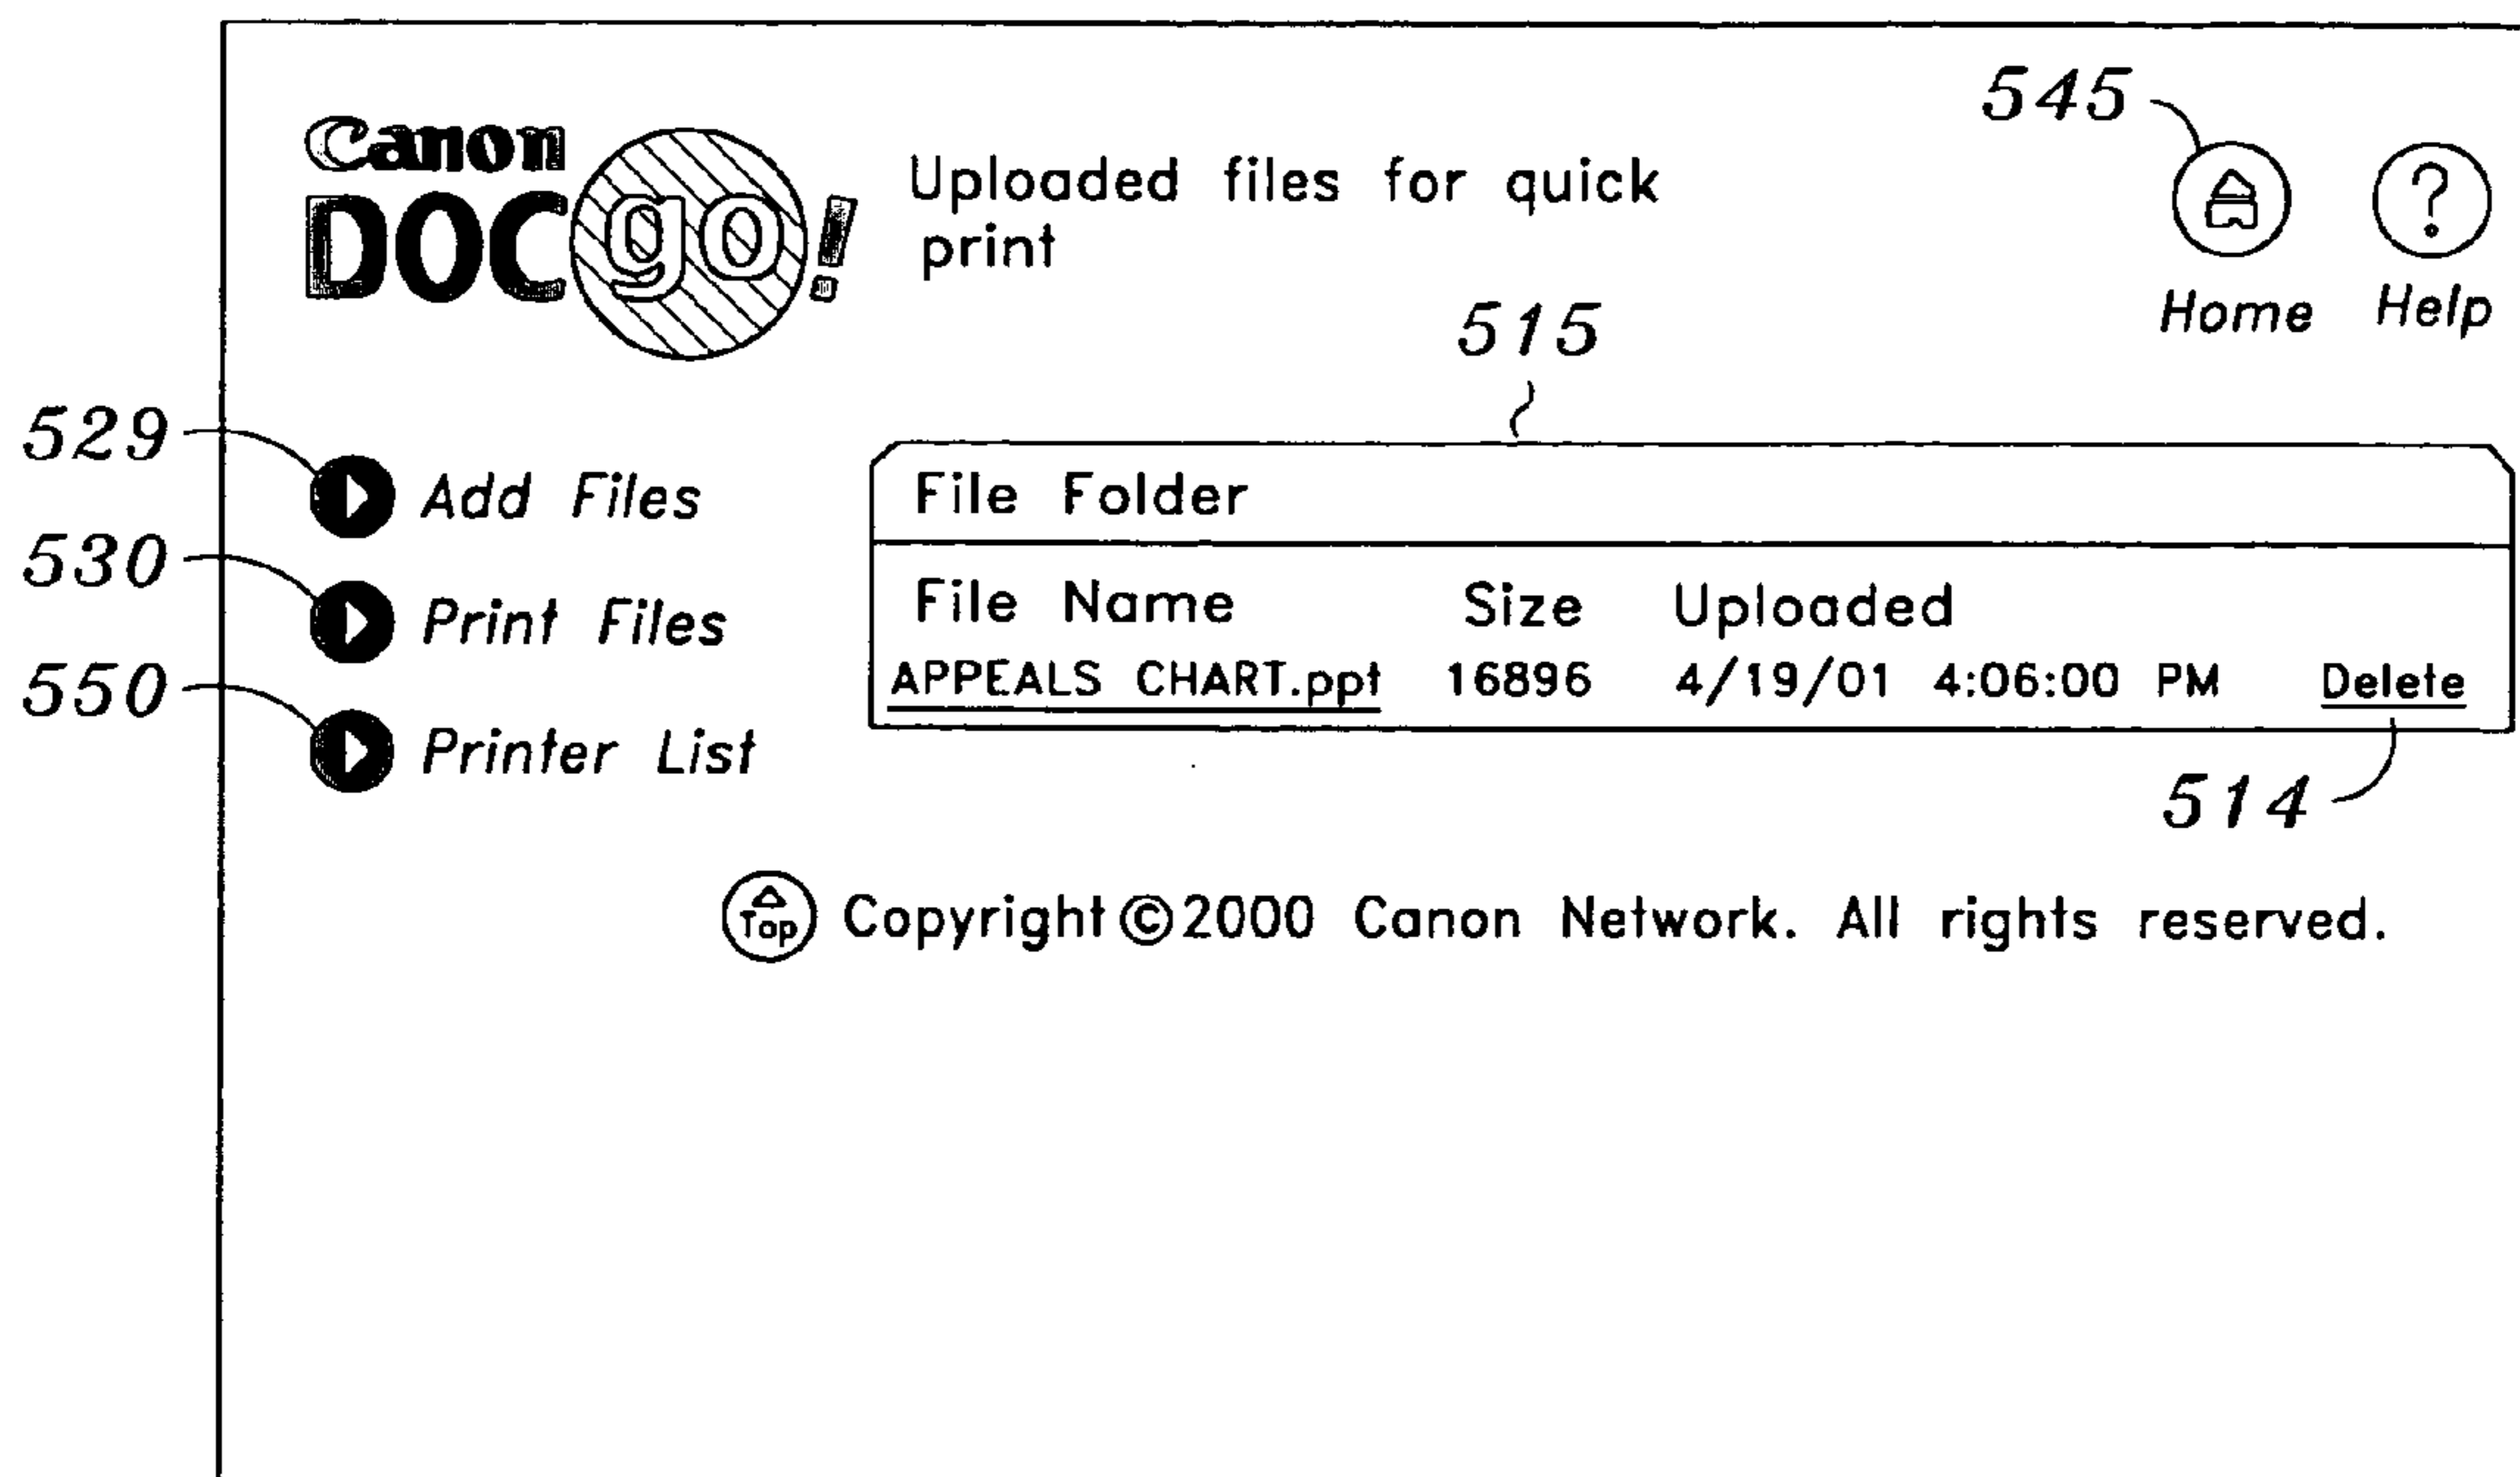 545
Canon
DOC go!
Uploaded files for quick
print
Home Help
515
529
Add Files
File Folder
530
Print Files
File Name Size Uploaded
APPEALS CHART.ppt 16896 4/19/01 4:06:00 PM Delete
550
Printer List
514
Top Copyright©2000 Canon Network. All rights reserved.